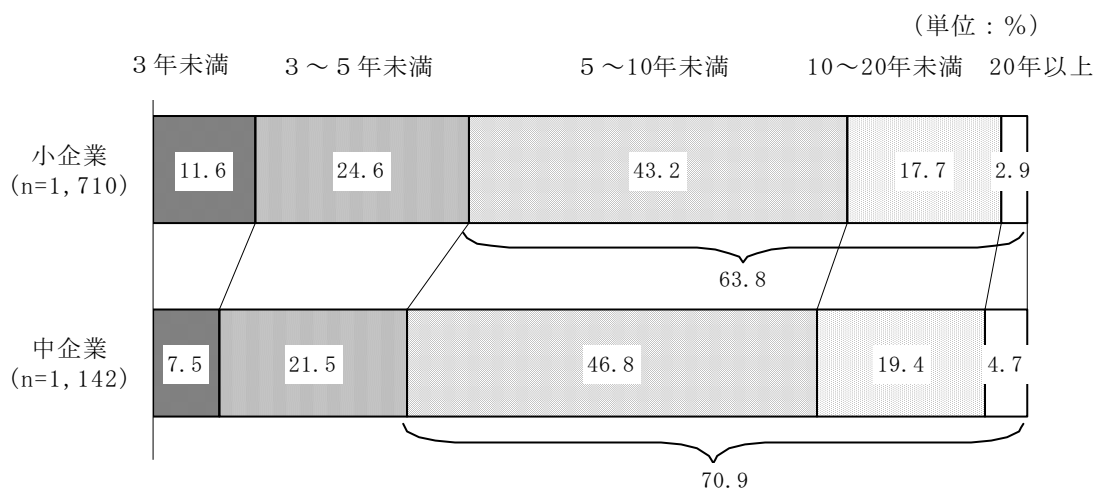 （単位：％）
３年未満 ３～５年未満 ５～10年未満 10～20年未満 20年以上
小企業
(n=1,710)
11.6 24.6 43.2 17.7 2.9
63.8
中企業
(n=1,142)
7.5 21.5 46.8 19.4 4.7
70.9